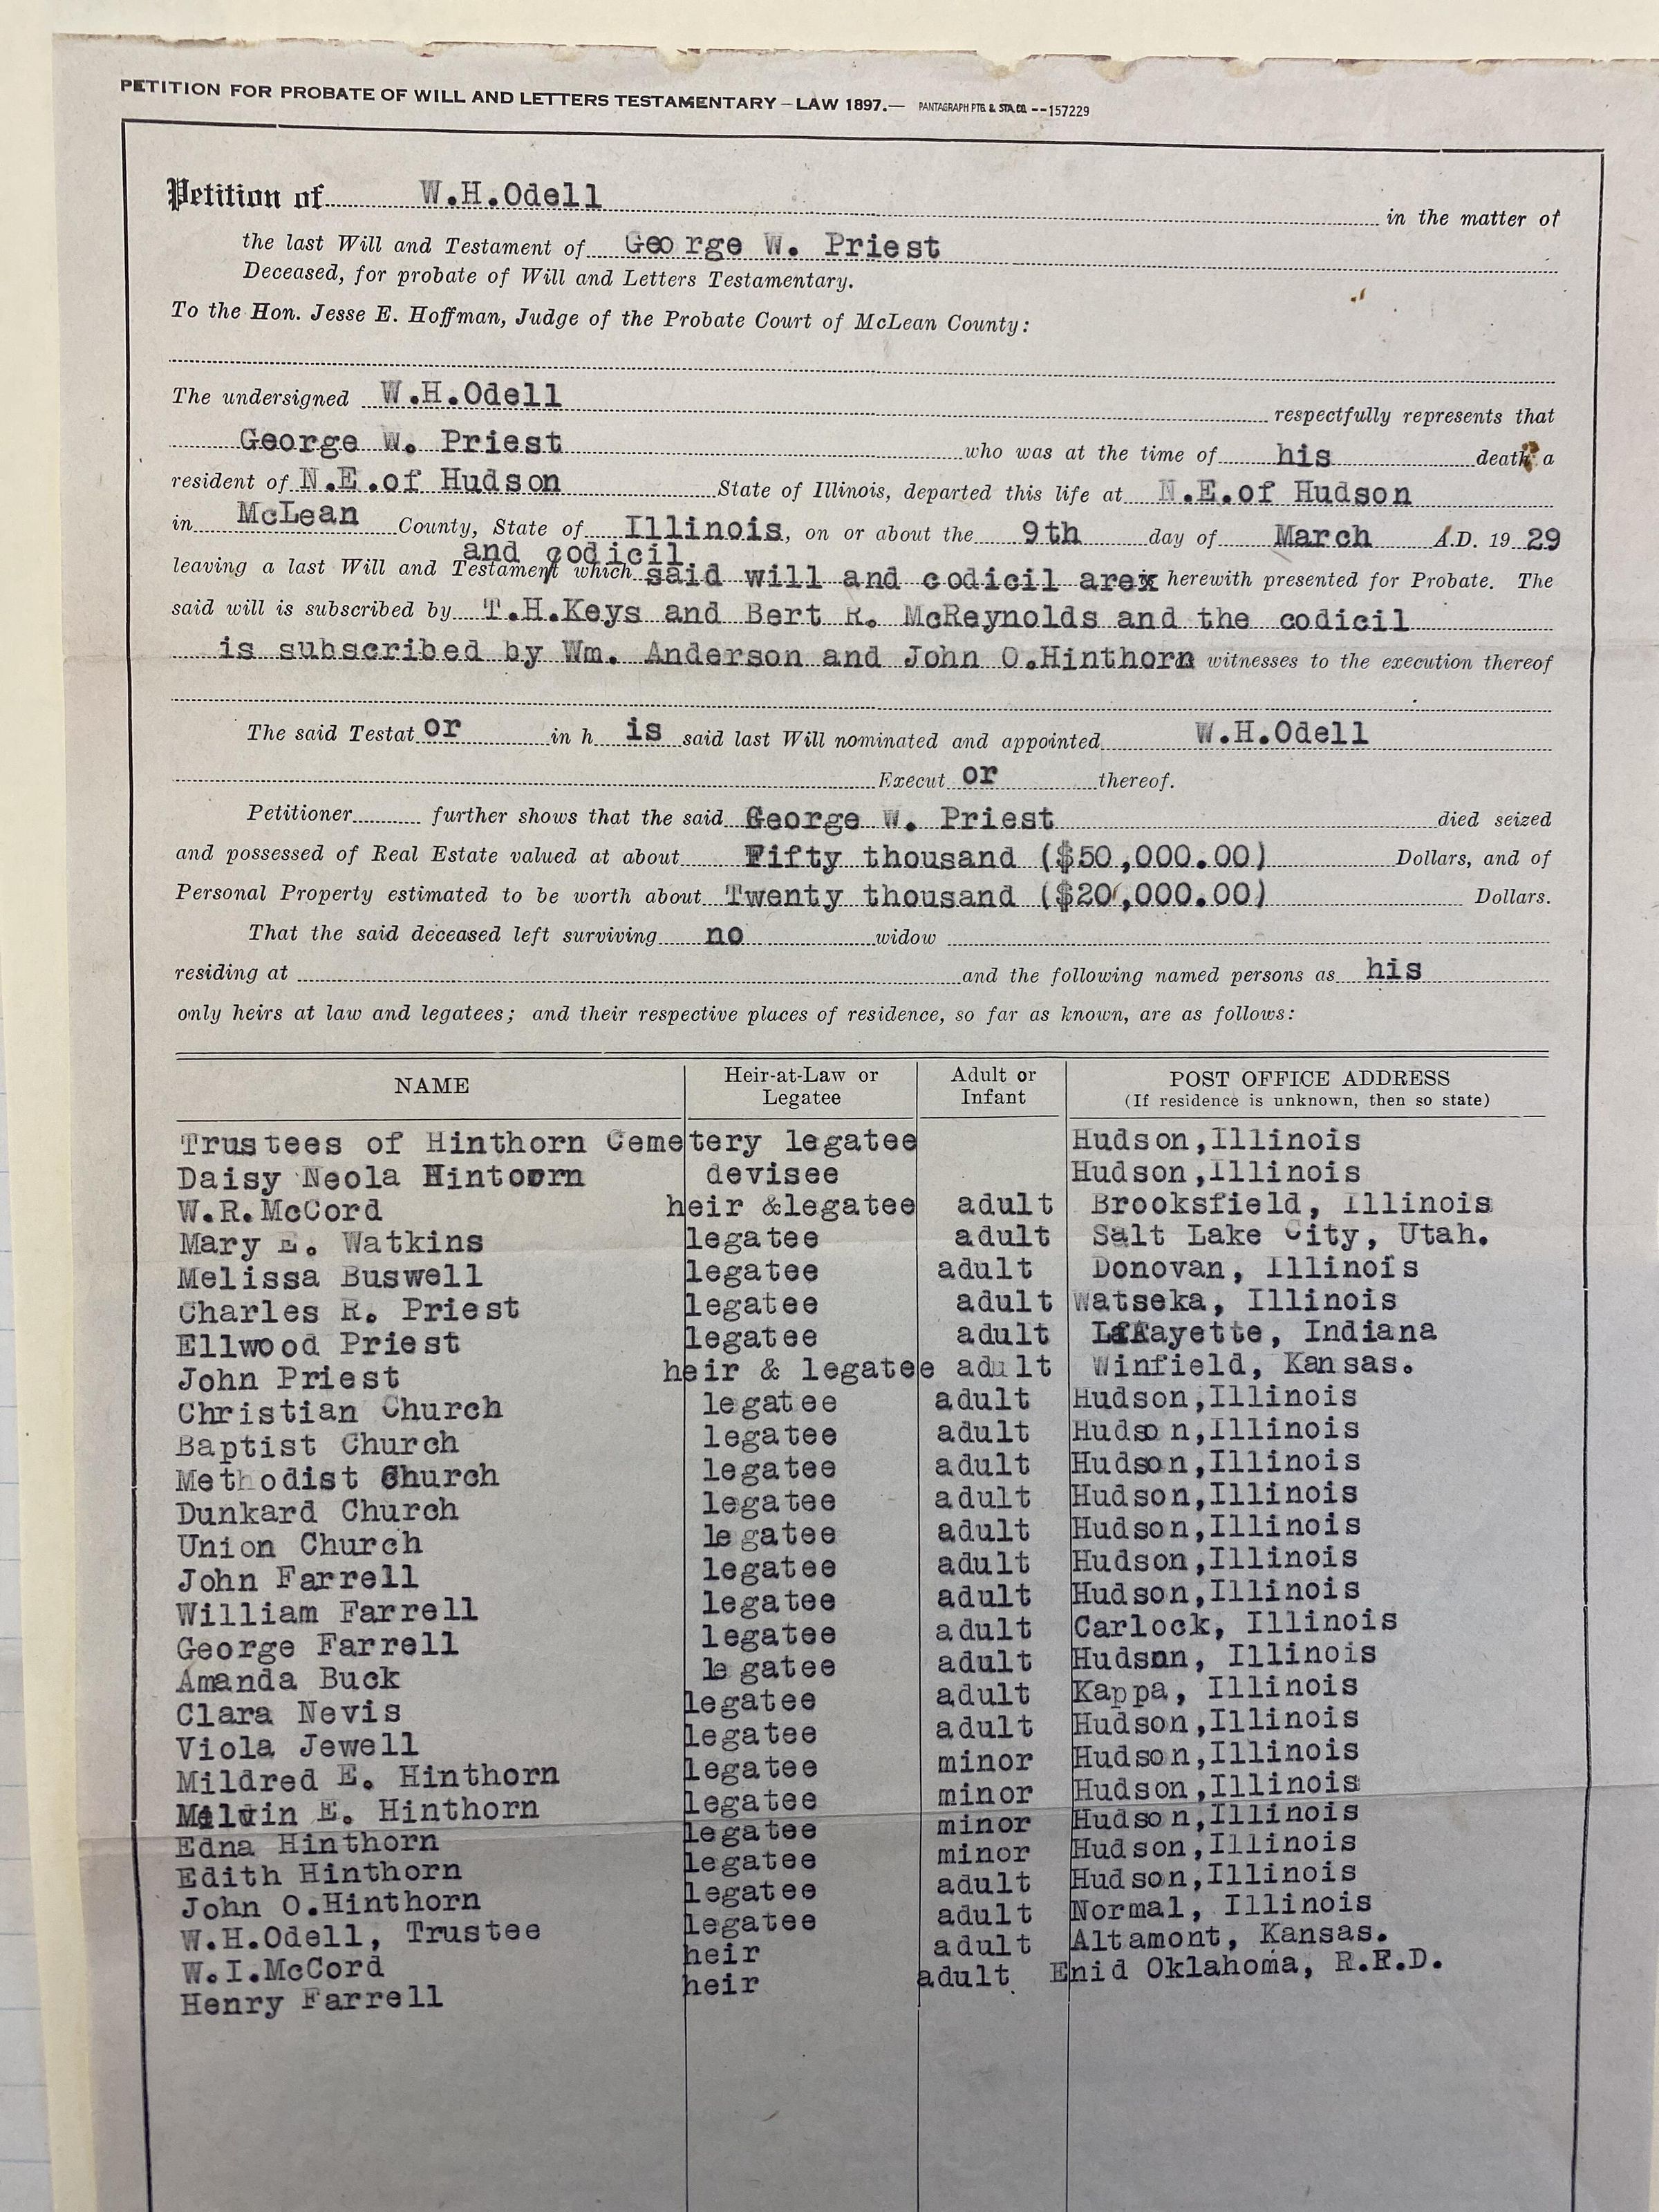 PETITION FOR PROBATE OF WILL AND LETTERS TESTAMENTARY – LAW 1897.— PANTAGRAPH PTG. & STA. CO. --157229
Petition of W.H.Odell in the matter of
the last Will and Testament of George W. Priest
Deceased, for probate of Will and Letters Testamentary.
To the Hon. Jesse E. Hoffman, Judge of the Probate Court of McLean County:
The undersigned W.H.Odell respectfully represents that
George W. Priest who was at the time of his death a
resident of N.E.of Hudson State of Illinois, departed this life at N.E.of Hudson
in McLean County, State of Illinois, on or about the 9th day of March A.D. 19 29
and codicil
leaving a last Will and Testament which said will and codicil arex herewith presented for Probate. The
said will is subscribed by T.H.Keys and Bert R. McReynolds and the codicil
is subscribed by Wm. Anderson and John O.Hinthorn witnesses to the execution thereof
The said Testat or in h is said last Will nominated and appointed W.H.Odell
Execut or thereof.
Petitioner further shows that the said George W. Priest died seized
and possessed of Real Estate valued at about Fifty thousand ($50,000.00) Dollars, and of
Personal Property estimated to be worth about Twenty thousand ($20,000.00) Dollars.
That the said deceased left surviving no widow
residing at and the following named persons as his
only heirs at law and legatees; and their respective places of residence, so far as known, are as follows:
NAME Heir-at-Law or Legatee Adult or Infant POST OFFICE ADDRESS (If residence is unknown, then so state)
Trustees of Hinthorn Cemetery legatee Hudson,Illinois
Daisy Neola Hintoorn devisee Hudson,Illinois
W.R.McCord heir &legatee adult Brooksfield, Illinois
Mary E. Watkins legatee adult Salt Lake City, Utah.
Melissa Buswell legatee adult Donovan, Illinois
Charles R. Priest legatee adult Watseka, Illinois
Ellwood Priest legatee adult LaFayette, Indiana
John Priest heir & legatee adult Winfield, Kansas.
Christian Church legatee adult Hudson,Illinois
Baptist Church legatee adult Hudson,Illinois
Methodist Church legatee adult Hudson,Illinois
Dunkard Church legatee adult Hudson,Illinois
Union Church legatee adult Hudson,Illinois
John Farrell legatee adult Hudson,Illinois
William Farrell legatee adult Hudson,Illinois
George Farrell legatee adult Carlock, Illinois
Amanda Buck legatee adult Hudson, Illinois
Clara Nevis legatee adult Kappa, Illinois
Viola Jewell legatee adult Hudson,Illinois
Mildred E. Hinthorn legatee minor Hudson,Illinois
Melvin E. Hinthorn legatee minor Hudson,Illinois
Edna Hinthorn legatee minor Hudson,Illinois
Edith Hinthorn legatee minor Hudson,Illinois
John O.Hinthorn legatee adult Hudson,Illinois
W.H.Odell, Trustee legatee adult Normal, Illinois
W.I.McCord heir adult Altamont, Kansas.
Henry Farrell heir adult Enid Oklahoma, R.F.D.